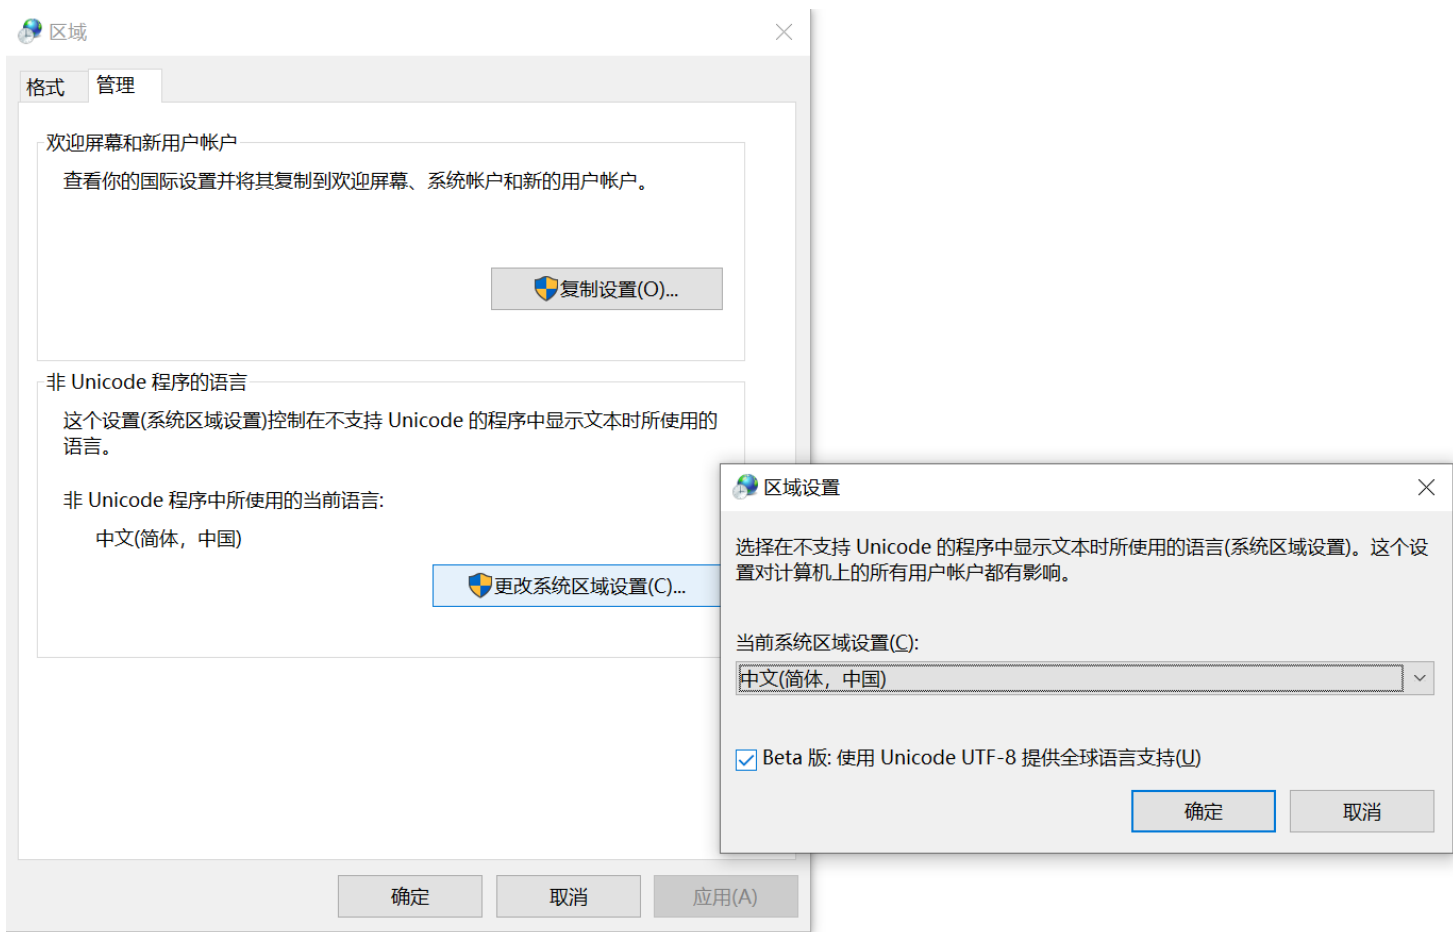 区域
格式
管理
欢迎屏幕和新用户帐户
查看你的国际设置并将其复制到欢迎屏幕、系统帐户和新的用户帐户。
复制设置(O)...
非 Unicode 程序的语言
这个设置(系统区域设置)控制在不支持 Unicode 的程序中显示文本时所使用的
语言。
非 Unicode 程序中所使用的当前语言:
中文(简体，中国)
更改系统区域设置(C)...
确定
取消
应用(A)
区域设置
选择在不支持 Unicode 的程序中显示文本时所使用的语言(系统区域设置)。这个设
置对计算机上的所有用户帐户都有影响。
当前系统区域设置(C):
中文(简体，中国)
Beta 版: 使用 Unicode UTF-8 提供全球语言支持(U)
确定
取消